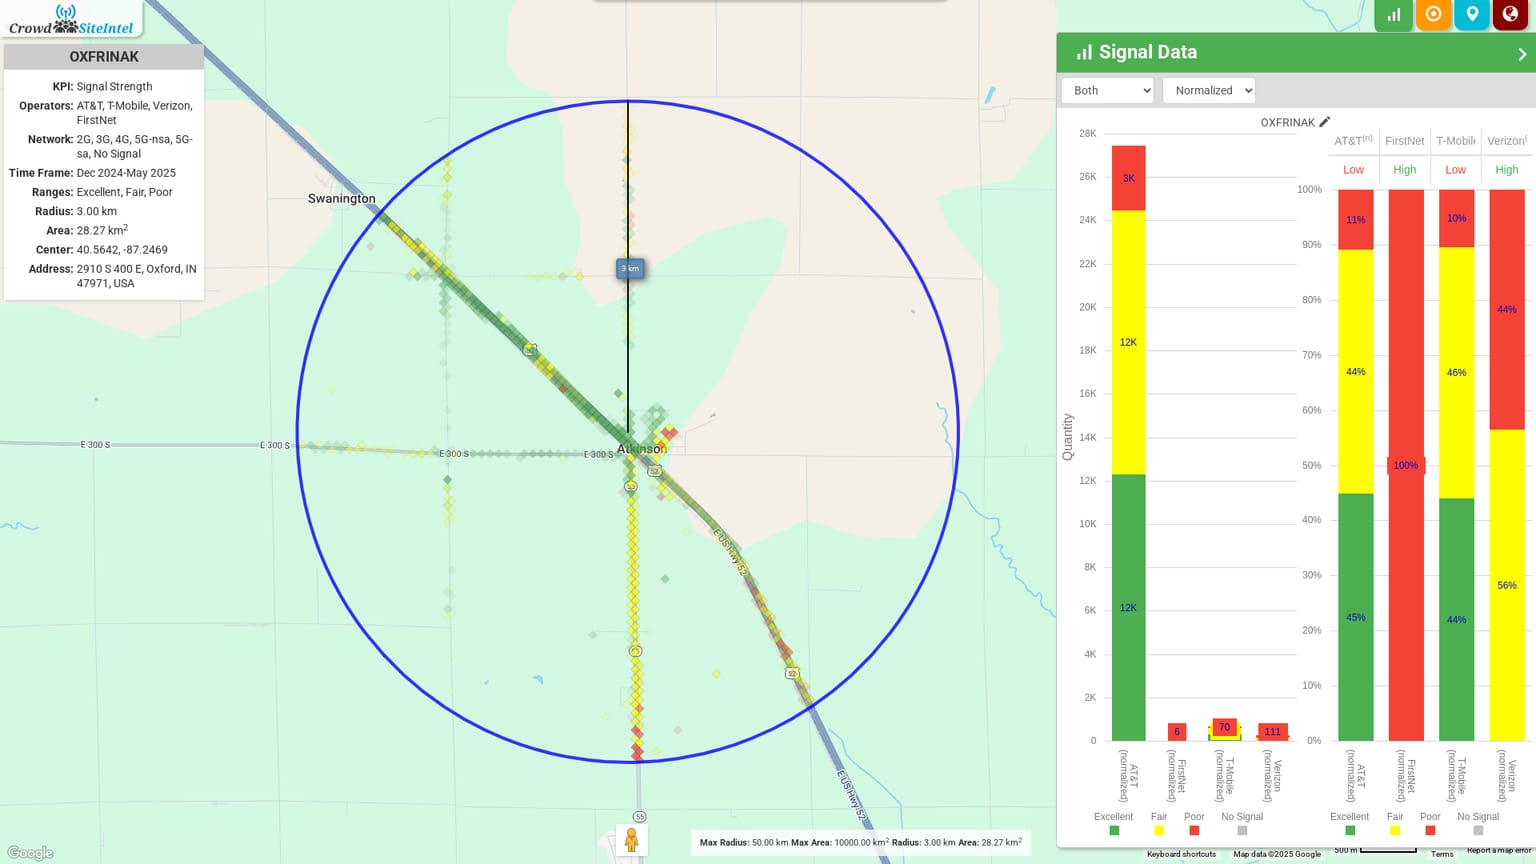 Crowd SiteIntel
OXFRINAK
KPI: Signal Strength
Operators: AT&T, T-Mobile, Verizon,
FirstNet
Network: 2G, 3G, 4G, 5G-nsa, 5G-
sa, No Signal
Time Frame: Dec 2024-May 2025
Ranges: Excellent, Fair, Poor
Radius: 3.00 km
Area: 28.27 km²
Center: 40.5642, -87.2469
Address: 2910 S 400 E, Oxford, IN
47971, USA
Swanington
3 km
E 300 S
E 300 S
E 300 S
E 300 S
Atkinson
52
55
E US Hwy 52
52
E US Hwy 52
55
Google
Max Radius: 50.00 km Max Area: 10000.00 km² Radius: 3.00 km Area: 28.27 km²
Signal Data
Both
Normalized
OXFRINAK
Quantity
28K
26K
24K
22K
20K
18K
16K
14K
12K
10K
8K
6K
4K
2K
0
3K
12K
12K
6
70
111
AT&T (normalized)
FirstNet (normalized)
T-Mobile (normalized)
Verizon (normalized)
Excellent Fair Poor No Signal
AT&T(n) FirstNet T-Mobile Verizon(
Low High Low High
100%
90%
80%
70%
60%
50%
40%
30%
20%
10%
0%
11%
44%
45%
100%
10%
46%
44%
44%
56%
AT&T (normalized)
FirstNet (normalized)
T-Mobile (normalized)
Verizon (normalized)
Excellent Fair Poor No Signal
Keyboard shortcuts Map data ©2025 Google 500 m Terms Report a map error